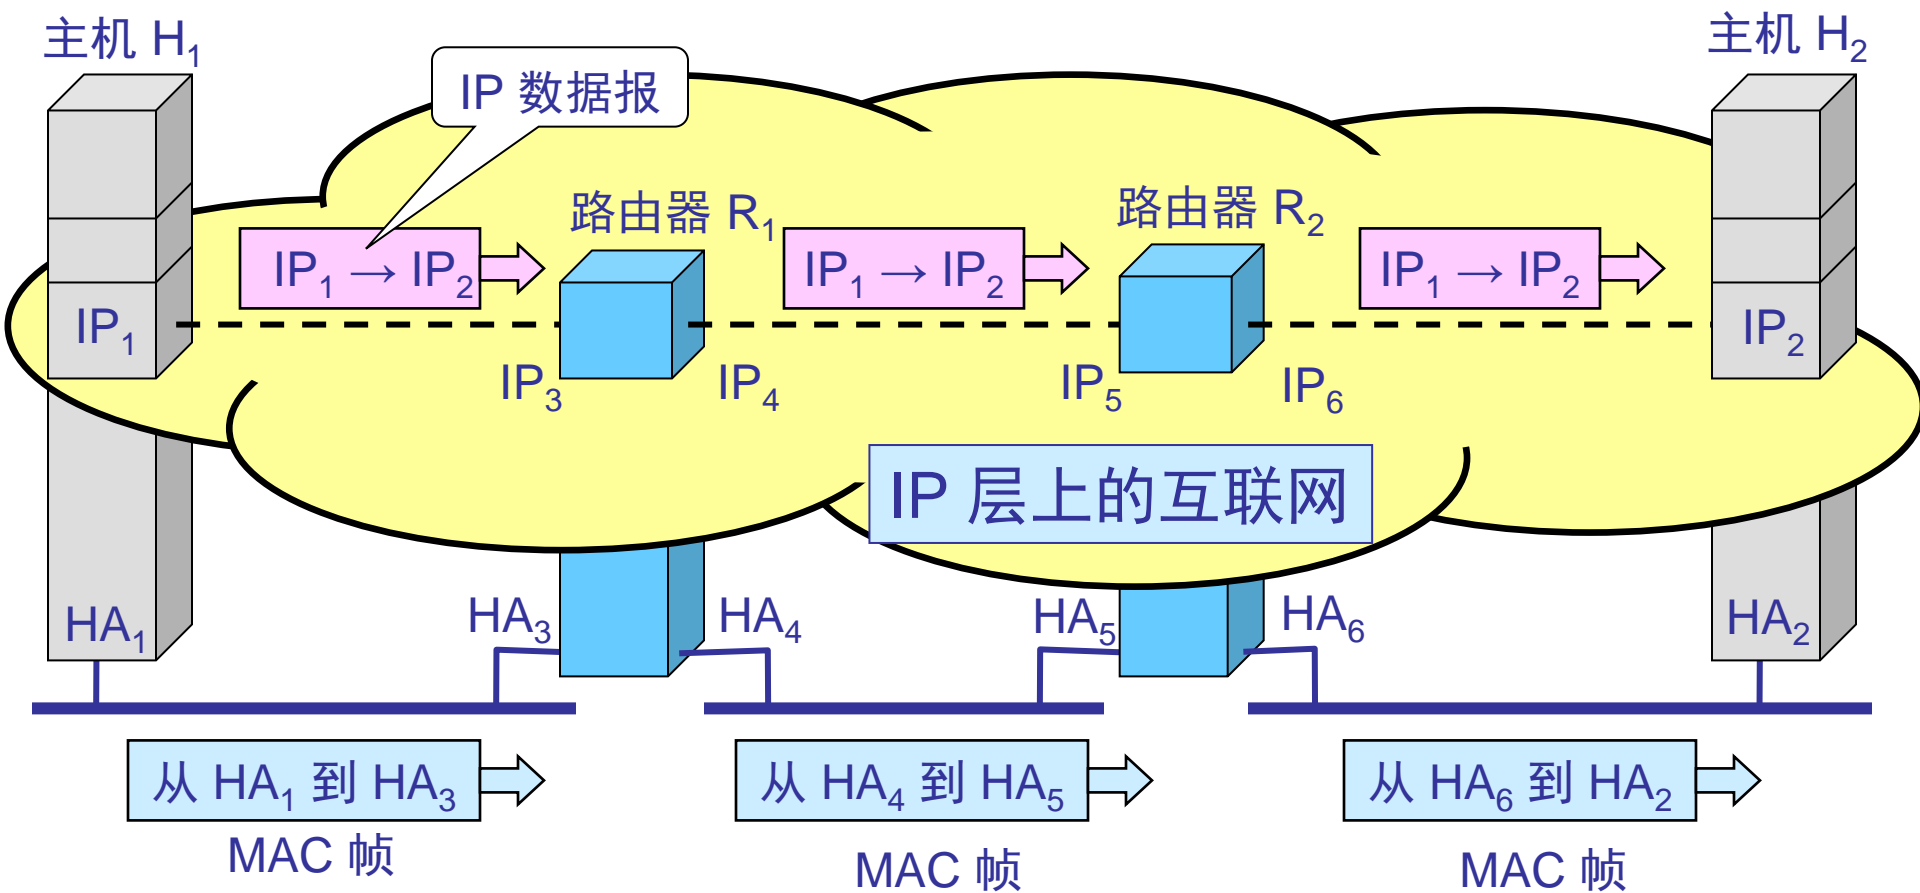 主机 H₁
主机 H₂
IP 数据报
路由器 R₁
路由器 R₂
IP₁ → IP₂
IP₁ → IP₂
IP₁ → IP₂
IP₁
IP₂
IP₃
IP₄
IP₅
IP₆
IP 层上的互联网
HA₁
HA₃
HA₄
HA₅
HA₆
HA₂
从 HA₁ 到 HA₃
从 HA₄ 到 HA₅
从 HA₆ 到 HA₂
MAC 帧
MAC 帧
MAC 帧